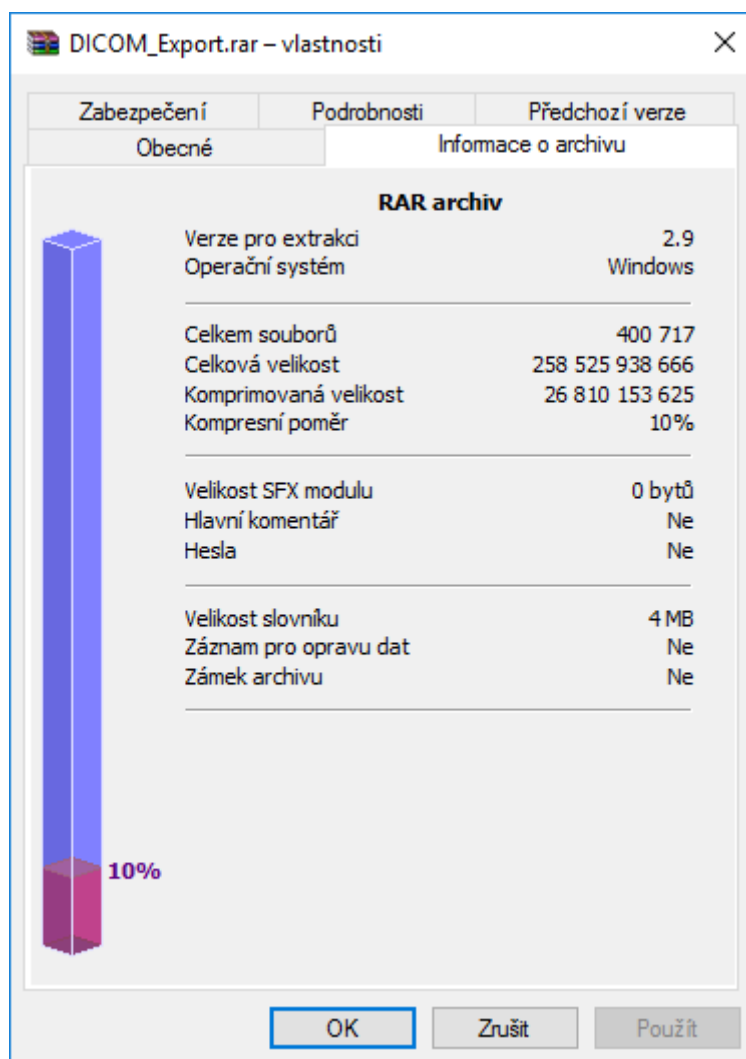 DICOM_Export.rar – vlastnosti
Zabezpečení Podrobnosti Předchozí verze
Obecné Informace o archivu
RAR archiv
Verze pro extrakci 2.9
Operační systém Windows
Celkem souborů 400 717
Celková velikost 258 525 938 666
Komprimovaná velikost 26 810 153 625
Kompresní poměr 10%
Velikost SFX modulu 0 bytů
Hlavní komentář Ne
Hesla Ne
Velikost slovníku 4 MB
Záznam pro opravu dat Ne
Zámek archivu Ne
10%
OK Zrušit Použít